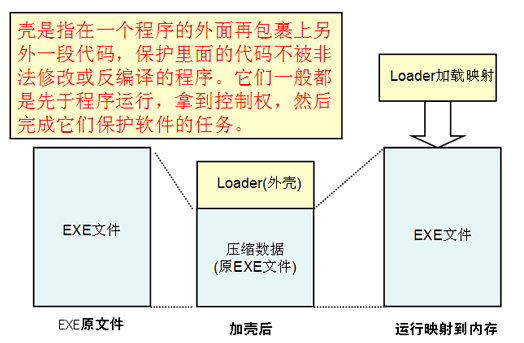 壳是指在一个程序的外面再包裹上另
外一段代码，保护里面的代码不被非
法修改或反编译的程序。它们一般都
是先于程序运行，拿到控制权，然后
完成它们保护软件的任务。
Loader加载映射
EXE文件
Loader(外壳)
压缩数据
(原EXE文件)
EXE文件
EXE原文件
加壳后
运行映射到内存